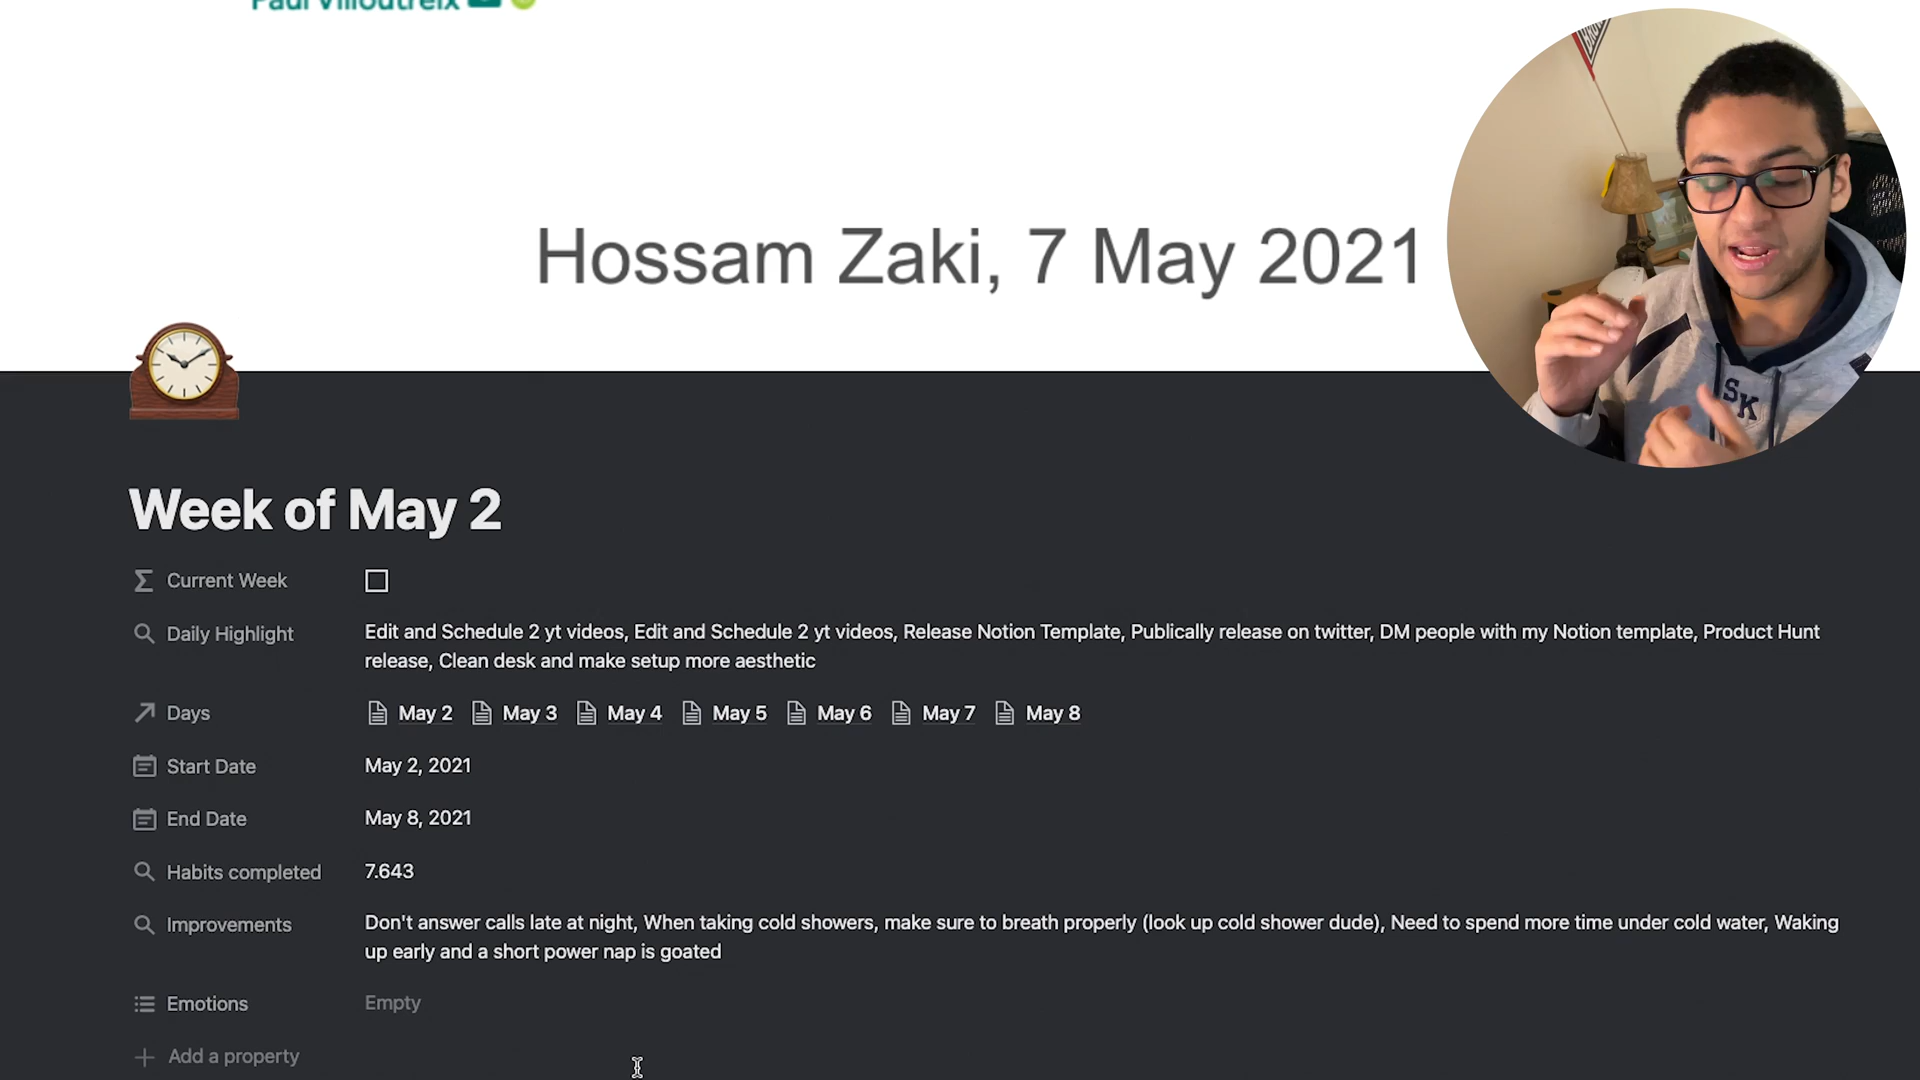 Paul Villoutreix
Hossam Zaki, 7 May 2021
SK
Week of May 2
Current Week
Daily Highlight Edit and Schedule 2 yt videos, Edit and Schedule 2 yt videos, Release Notion Template, Publically release on twitter, DM people with my Notion template, Product Hunt
release, Clean desk and make setup more aesthetic
Days May 2 May 3 May 4 May 5 May 6 May 7 May 8
Start Date May 2, 2021
End Date May 8, 2021
Habits completed 7.643
Improvements Don't answer calls late at night, When taking cold showers, make sure to breath properly (look up cold shower dude), Need to spend more time under cold water, Waking
up early and a short power nap is goated
Emotions Empty
Add a property